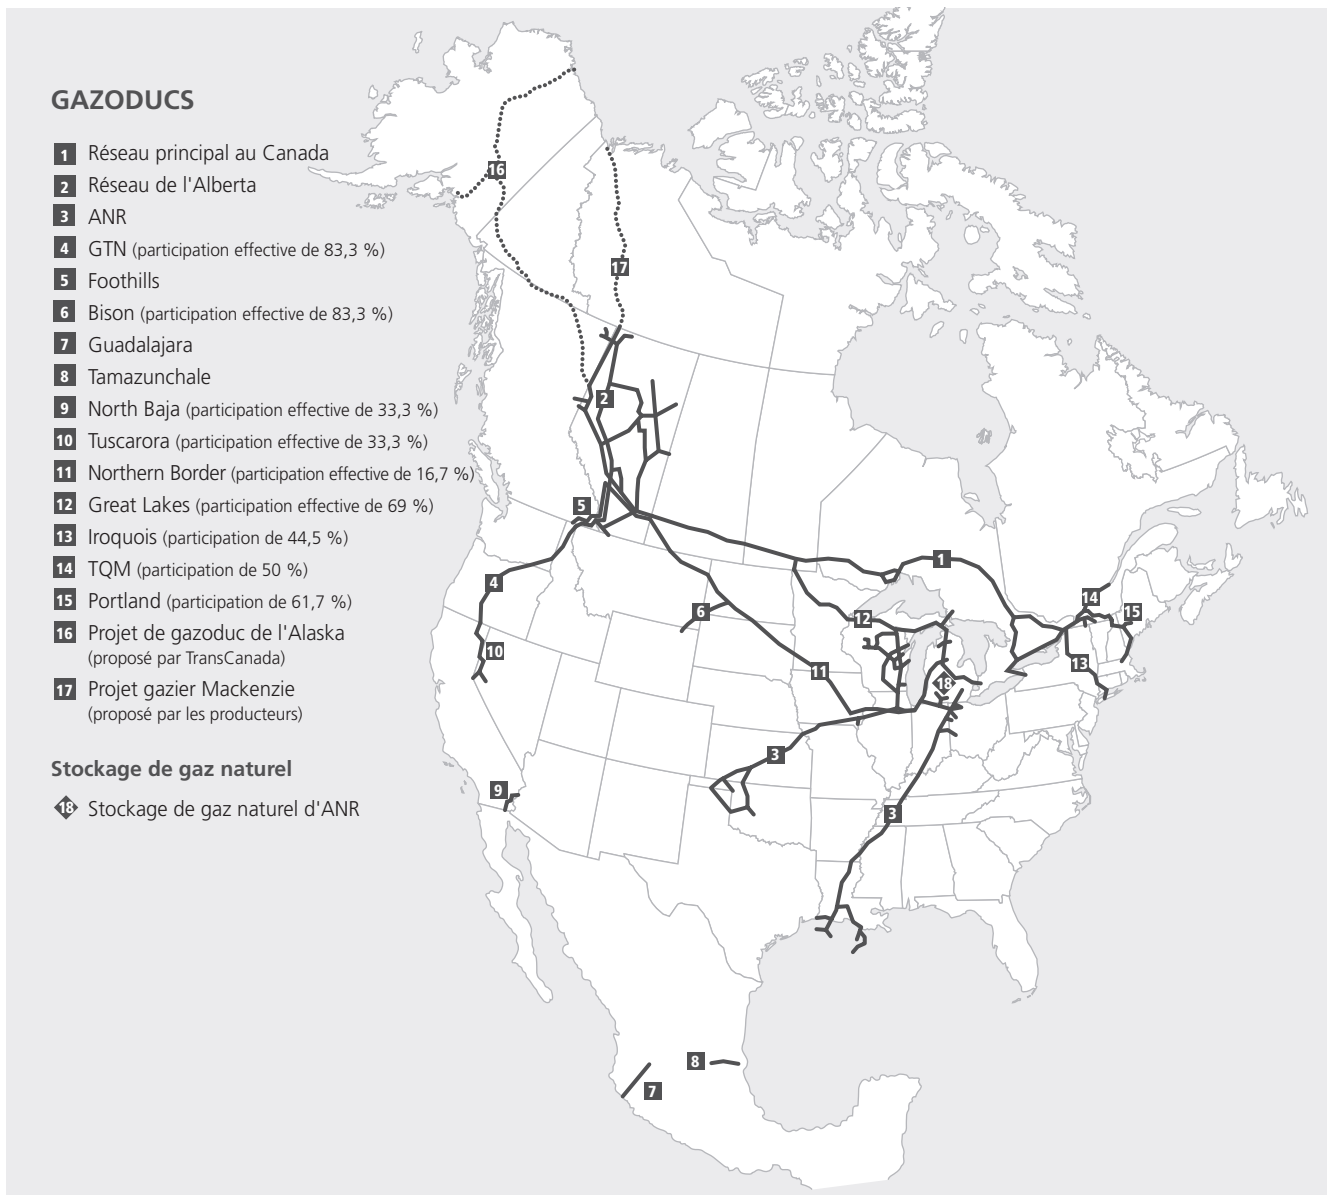 GAZODUCS
1 Réseau principal au Canada
2 Réseau de l'Alberta
3 ANR
4 GTN (participation effective de 83,3 %)
5 Foothills
6 Bison (participation effective de 83,3 %)
7 Guadalajara
8 Tamazunchale
9 North Baja (participation effective de 33,3 %)
10 Tuscarora (participation effective de 33,3 %)
11 Northern Border (participation effective de 16,7 %)
12 Great Lakes (participation effective de 69 %)
13 Iroquois (participation de 44,5 %)
14 TQM (participation de 50 %)
15 Portland (participation de 61,7 %)
16 Projet de gazoduc de l'Alaska
(proposé par TransCanada)
17 Projet gazier Mackenzie
(proposé par les producteurs)
Stockage de gaz naturel
18 Stockage de gaz naturel d'ANR
16
17
2
5
1
4
14
15
6
12
10
13
11
18
3
9
3
8
7